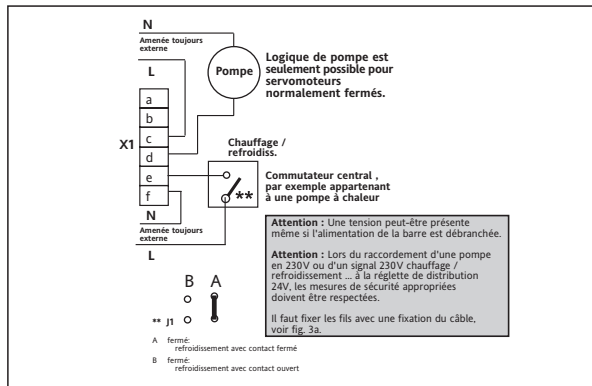 N
Amenée toujours
externe
L
Pompe
Logique de pompe est
seulement possible pour
servomoteurs
normalement fermés.
X1
a
b
c
d
e
f
N
Amenée toujours
externe
L
Chauffage /
refroidiss.
**
Commutateur central ,
par exemple appartenant
à une pompe à chaleur
Attention : Une tension peut-être présente
même si l'alimentation de la barre est débranchée.
Attention : Lors du raccordement d'une pompe
en 230V ou d'un signal 230V chauffage /
refroidissement ... à la réglette de distribution
24V, les mesures de sécurité appropriées
doivent être respectées.
Il faut fixer les fils avec une fixation du câble,
voir fig. 3a.
B A
** J1
A fermé:
refroidissement avec contact fermé
B fermé:
refroidissement avec contact ouvert